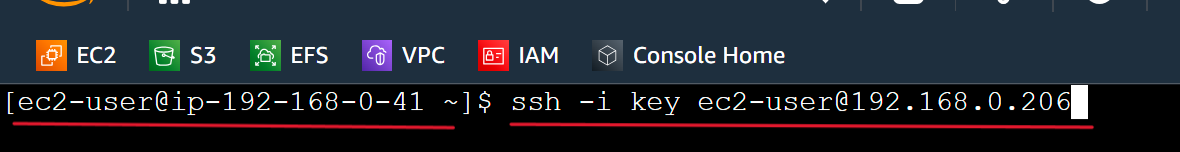 EC2 S3 EFS VPC IAM Console Home
[ec2-user@ip-192-168-0-41 ~]$ ssh -i key ec2-user@192.168.0.206